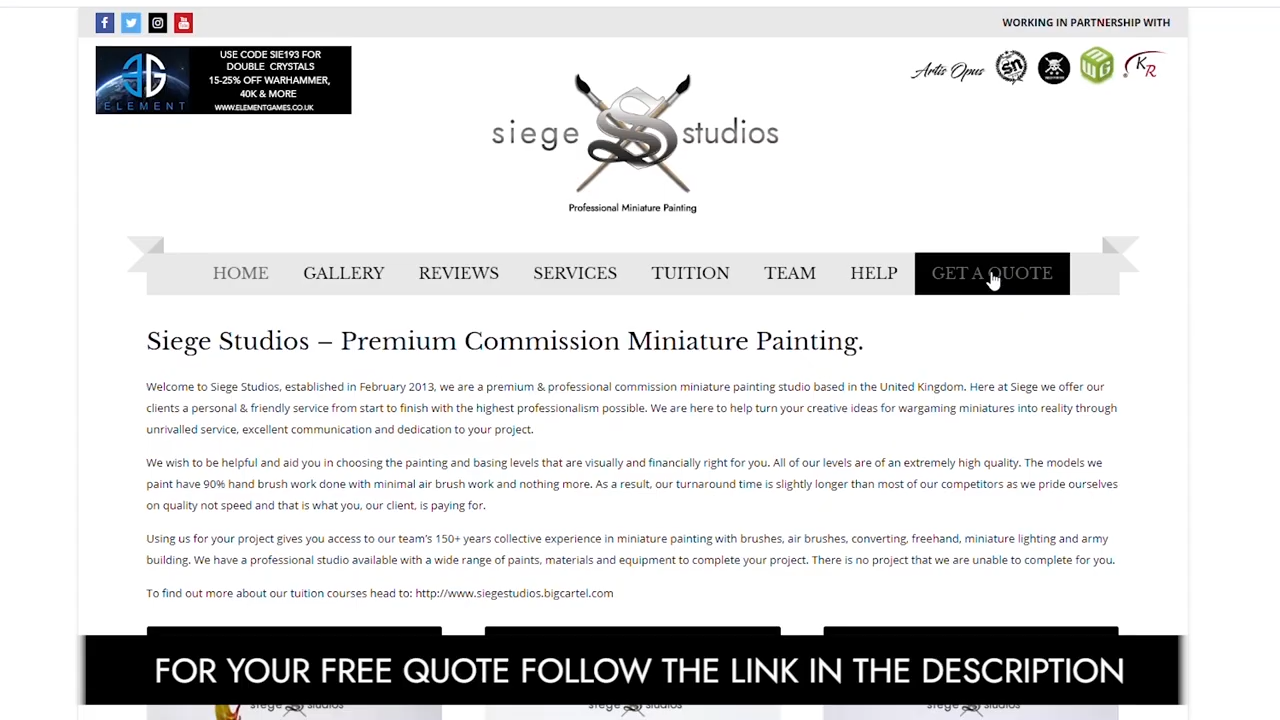 WORKING IN PARTNERSHIP WITH
USE CODE SIE193 FOR
DOUBLE CRYSTALS
15-25% OFF WARHAMMER,
40K & MORE
WWW.ELEMENTGAMES.CO.UK
ELEMENT
Artis Opus
KR
siege studios
Professional Miniature Painting
HOME GALLERY REVIEWS SERVICES TUITION TEAM HELP GET A QUOTE
Siege Studios – Premium Commission Miniature Painting.
Welcome to Siege Studios, established in February 2013, we are a premium & professional commission miniature painting studio based in the United Kingdom. Here at Siege we offer our
clients a personal & friendly service from start to finish with the highest professionalism possible. We are here to help turn your creative ideas for wargaming miniatures into reality through
unrivalled service, excellent communication and dedication to your project.
We wish to be helpful and aid you in choosing the painting and basing levels that are visually and financially right for you. All of our levels are of an extremely high quality. The models we
paint have 90% hand brush work done with minimal air brush work and nothing more. As a result, our turnaround time is slightly longer than most of our competitors as we pride ourselves
on quality not speed and that is what you, our client, is paying for.
Using us for your project gives you access to our team's 150+ years collective experience in miniature painting with brushes, air brushes, converting, freehand, miniature lighting and army
building. We have a professional studio available with a wide range of paints, materials and equipment to complete your project. There is no project that we are unable to complete for you.
To find out more about our tuition courses head to: http://www.siegestudios.bigcartel.com
FOR YOUR FREE QUOTE FOLLOW THE LINK IN THE DESCRIPTION